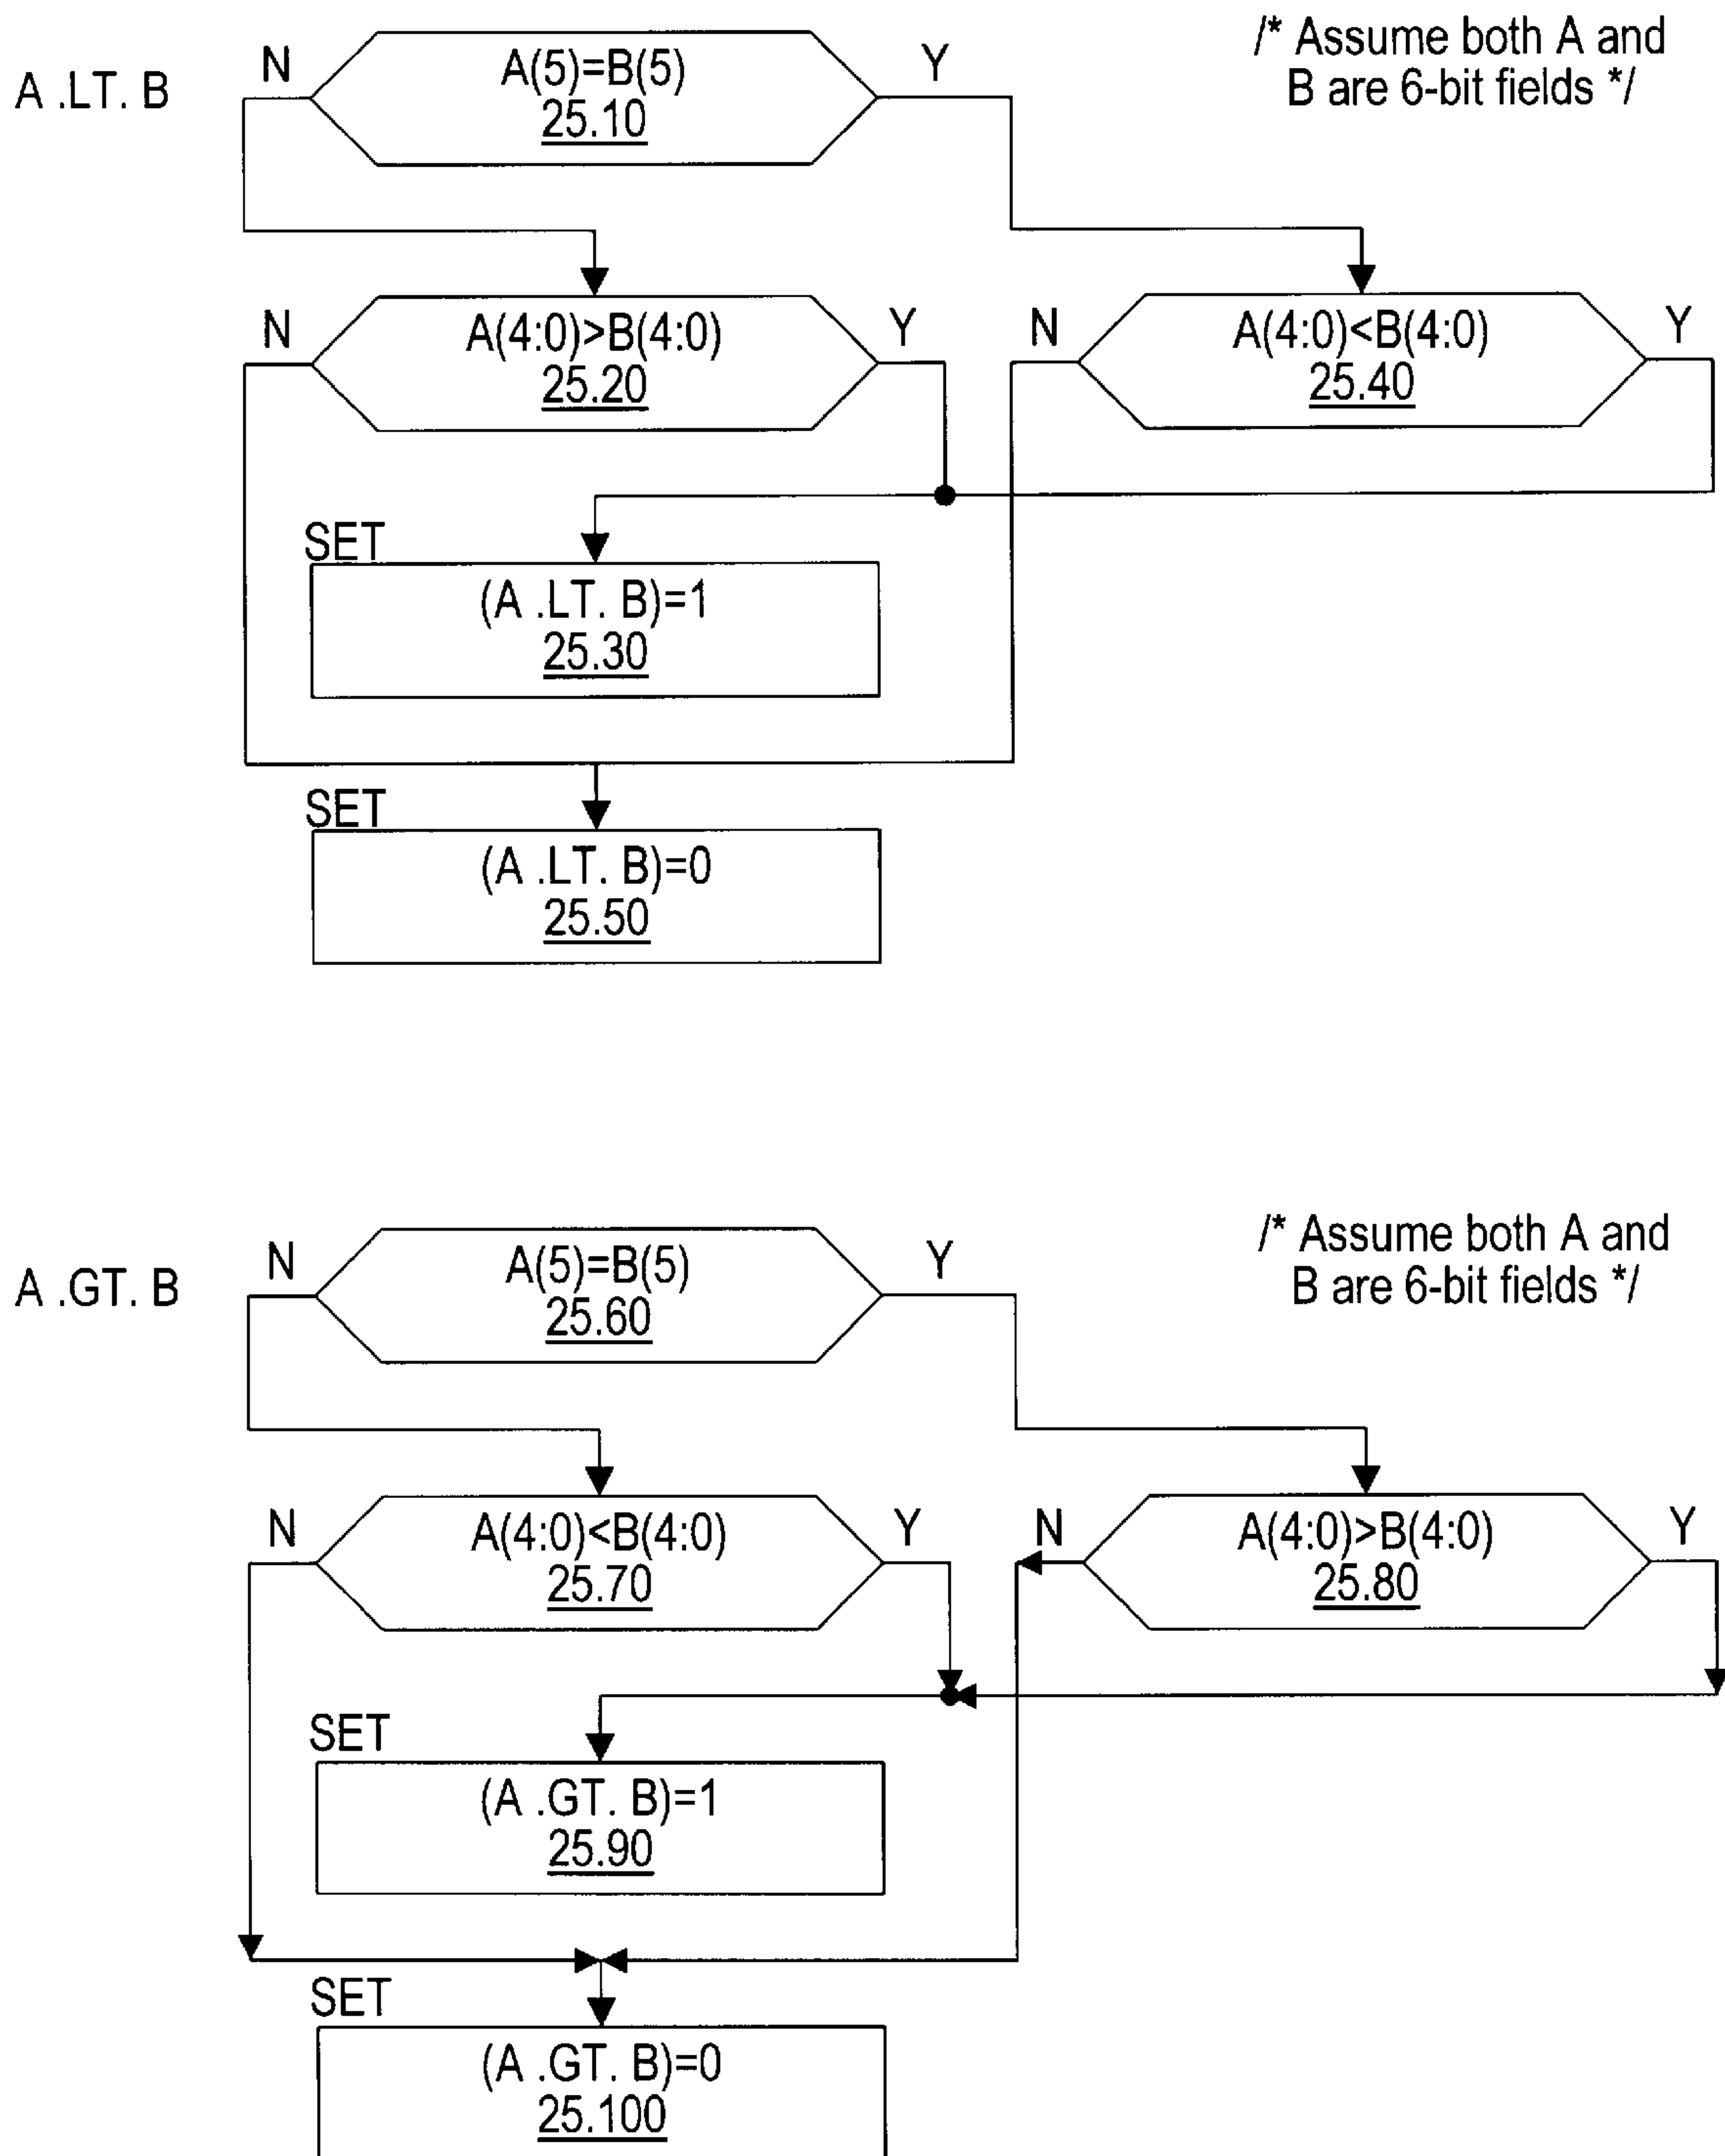 A .LT. B
N
A(5)=B(5)
25.10
Y
/* Assume both A and
B are 6-bit fields */
N
A(4:0)>B(4:0)
25.20
Y
N
A(4:0)<B(4:0)
25.40
Y
SET
(A .LT. B)=1
25.30
SET
(A .LT. B)=0
25.50
A .GT. B
N
A(5)=B(5)
25.60
Y
/* Assume both A and
B are 6-bit fields */
N
A(4:0)<B(4:0)
25.70
Y
N
A(4:0)>B(4:0)
25.80
Y
SET
(A .GT. B)=1
25.90
SET
(A .GT. B)=0
25.100